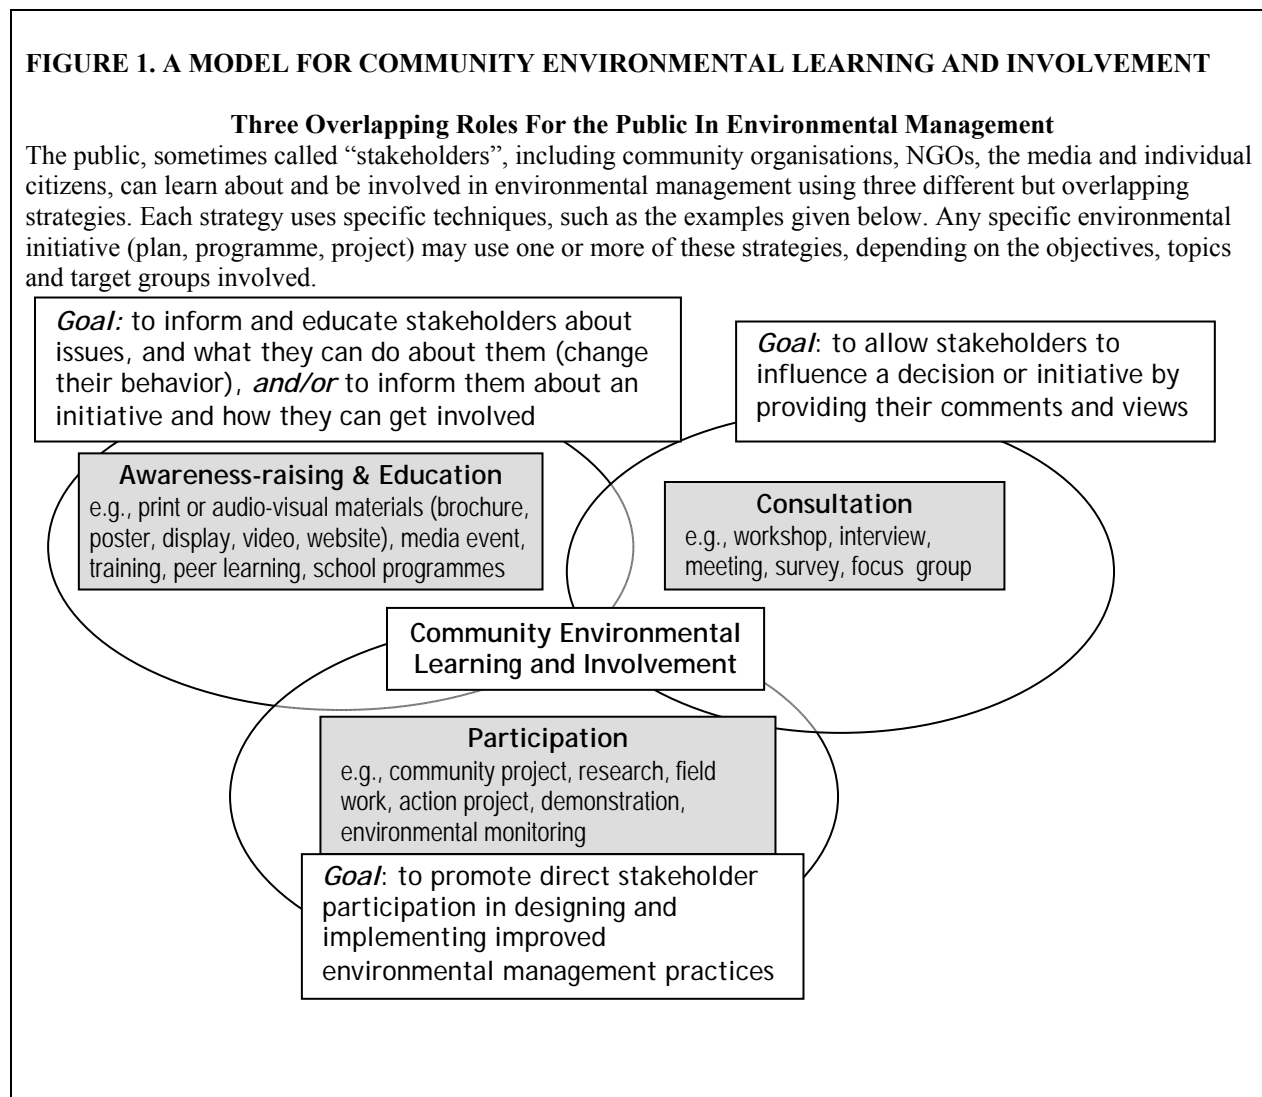 FIGURE 1. A MODEL FOR COMMUNITY ENVIRONMENTAL LEARNING AND INVOLVEMENT
Three Overlapping Roles For the Public In Environmental Management
The public, sometimes called “stakeholders”, including community organisations, NGOs, the media and individual
citizens, can learn about and be involved in environmental management using three different but overlapping
strategies. Each strategy uses specific techniques, such as the examples given below. Any specific environmental
initiative (plan, programme, project) may use one or more of these strategies, depending on the objectives, topics
and target groups involved.
Goal: to inform and educate stakeholders about
issues, and what they can do about them (change
their behavior), and/or to inform them about an
initiative and how they can get involved
Goal: to allow stakeholders to
influence a decision or initiative by
providing their comments and views
Awareness-raising & Education
e.g., print or audio-visual materials (brochure,
poster, display, video, website), media event,
training, peer learning, school programmes
Consultation
e.g., workshop, interview,
meeting, survey, focus group
Community Environmental
Learning and Involvement
Participation
e.g., community project, research, field
work, action project, demonstration,
environmental monitoring
Goal: to promote direct stakeholder
participation in designing and
implementing improved
environmental management practices